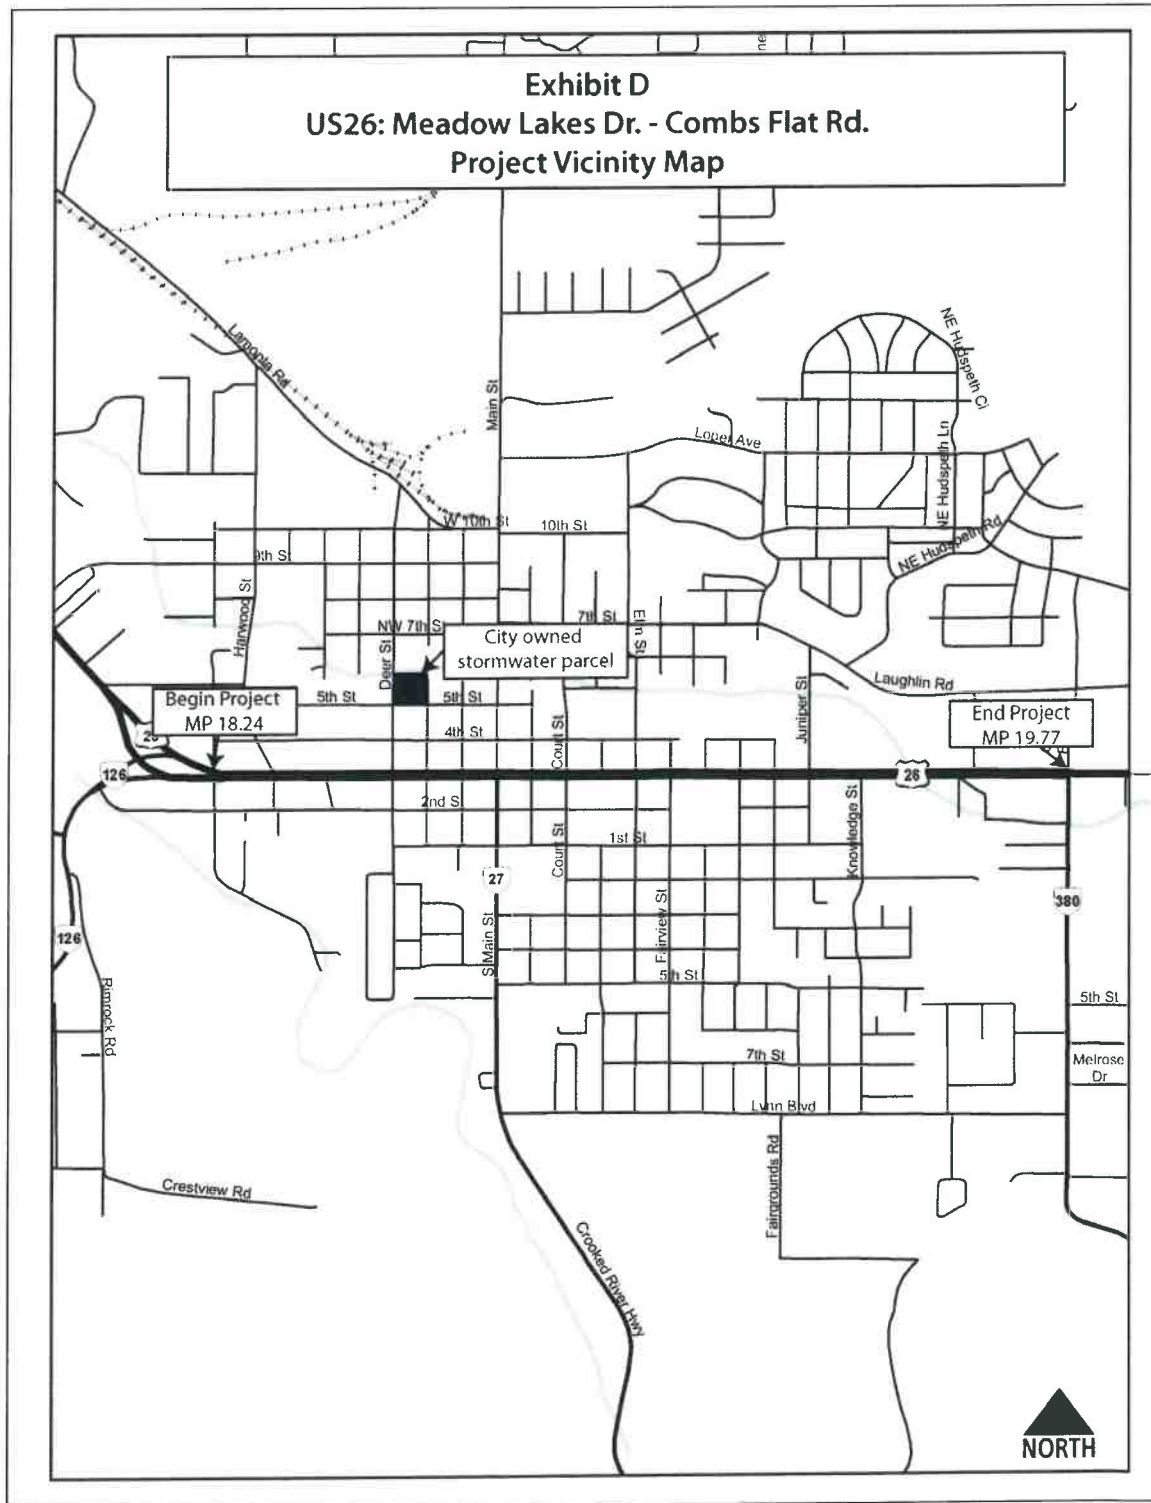 Exhibit D
US26: Meadow Lakes Dr. - Combs Flat Rd.
Project Vicinity Map
Lamonta Rd
Main St
NE Hudspeth Ci
Loper Ave
NE Hudspeth Ln
W 10th St
10th St
NE Hudspeth Rd
9th St
Harwood St
7th St
Elm St
NW 7th S
Deer St
City owned
stormwater parcel
Laughlin Rd
Juniper St
Begin Project
MP 18.24
5th St
5th St
End Project
MP 19.77
4th St
Court St
126
26
2nd S
Knowledge St
1st St
Court St
27
Fairview St
380
126
S Main St
5th St
Rimrock Rd
5th St
7th St
Melrose
Dr
Lynn Blvd
Fairgrounds Rd
Crestview Rd
Crooked River Hwy
NORTH